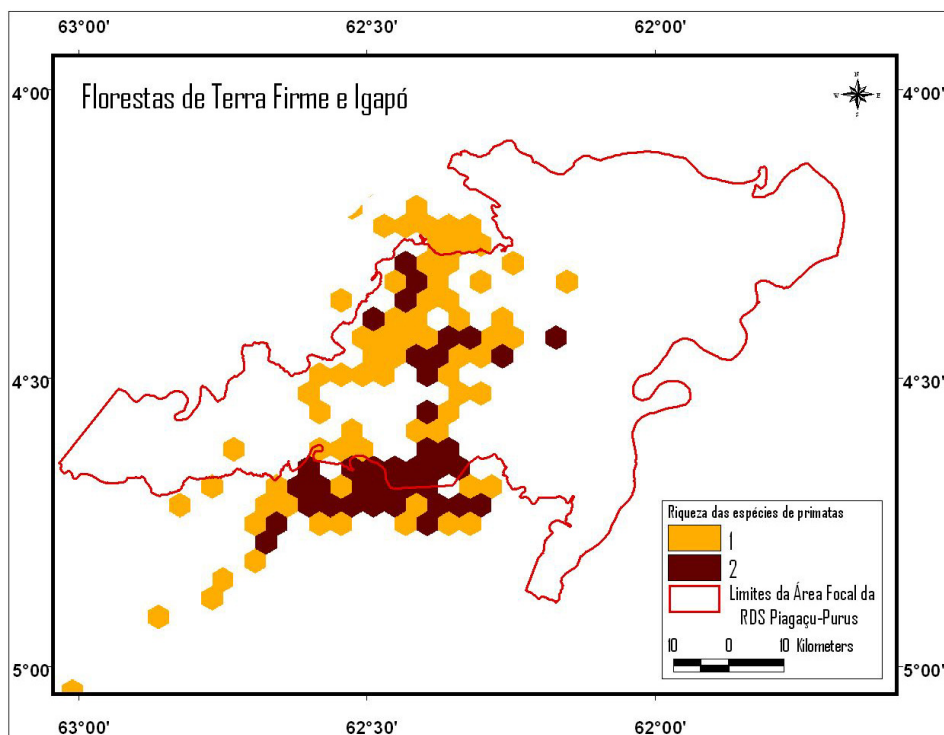 63°00' 62°30' 62°00'
4°00' 4°00'
Florestas de Terra Firme e Igapó
N
W E
S
4°30' 4°30'
Riqueza das espécies de primatas
1
2
Limites da Área Focal da
RDS Piagaçu-Purus
10 0 10 Kilometers
5°00' 5°00'
63°00' 62°30' 62°00'